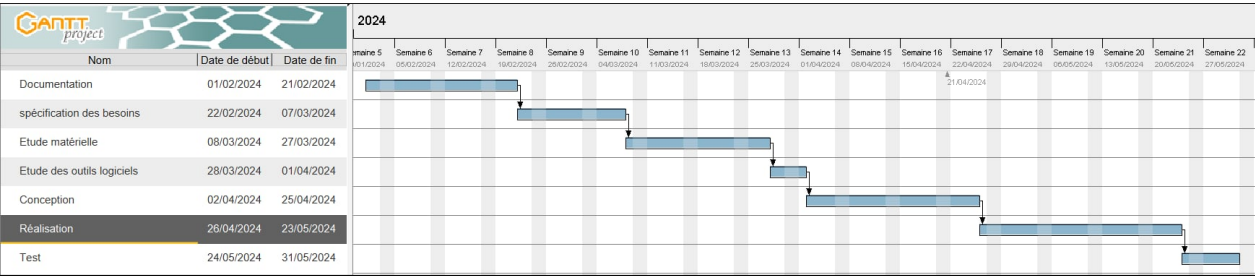 GANTT
project
2024
Semaine 5 Semaine 6 Semaine 7 Semaine 8 Semaine 9 Semaine 10 Semaine 11 Semaine 12 Semaine 13 Semaine 14 Semaine 15 Semaine 16 Semaine 17 Semaine 18 Semaine 19 Semaine 20 Semaine 21 Semaine 22
Nom Date de début Date de fin
/01/2024 05/02/2024 12/02/2024 19/02/2024 26/02/2024 04/03/2024 11/03/2024 18/03/2024 25/03/2024 01/04/2024 08/04/2024 15/04/2024 22/04/2024 29/04/2024 06/05/2024 13/05/2024 20/05/2024 27/05/2024
21/04/2024
Documentation 01/02/2024 21/02/2024
spécification des besoins 22/02/2024 07/03/2024
Etude matérielle 08/03/2024 27/03/2024
Etude des outils logiciels 28/03/2024 01/04/2024
Conception 02/04/2024 25/04/2024
Réalisation 26/04/2024 23/05/2024
Test 24/05/2024 31/05/2024